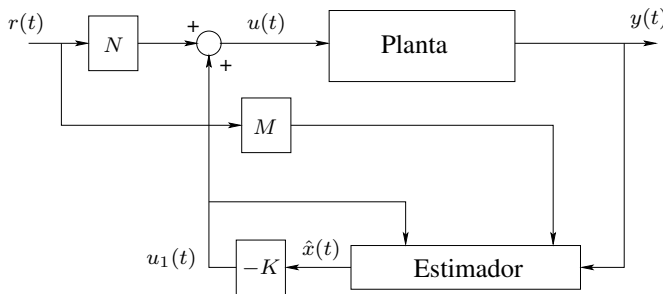 r(t)
N
+
+
u(t)
Planta
y(t)
M
u₁(t)
−K
x̂(t)
Estimador